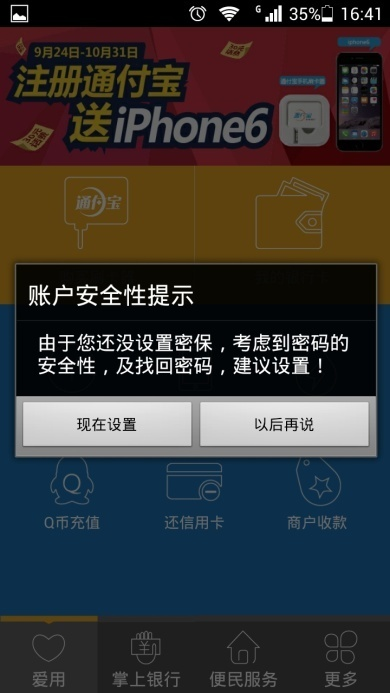 G 35% 16:41
9月24日-10月31日
注册通付宝
送iPhone6
iphone6
通付宝
账户安全性提示
由于您还没设置密保，考虑到密码的
安全性，及找回密码，建议设置！
现在设置 以后再说
Q币充值 还信用卡 商户收款
爱用 掌上银行 便民服务 更多